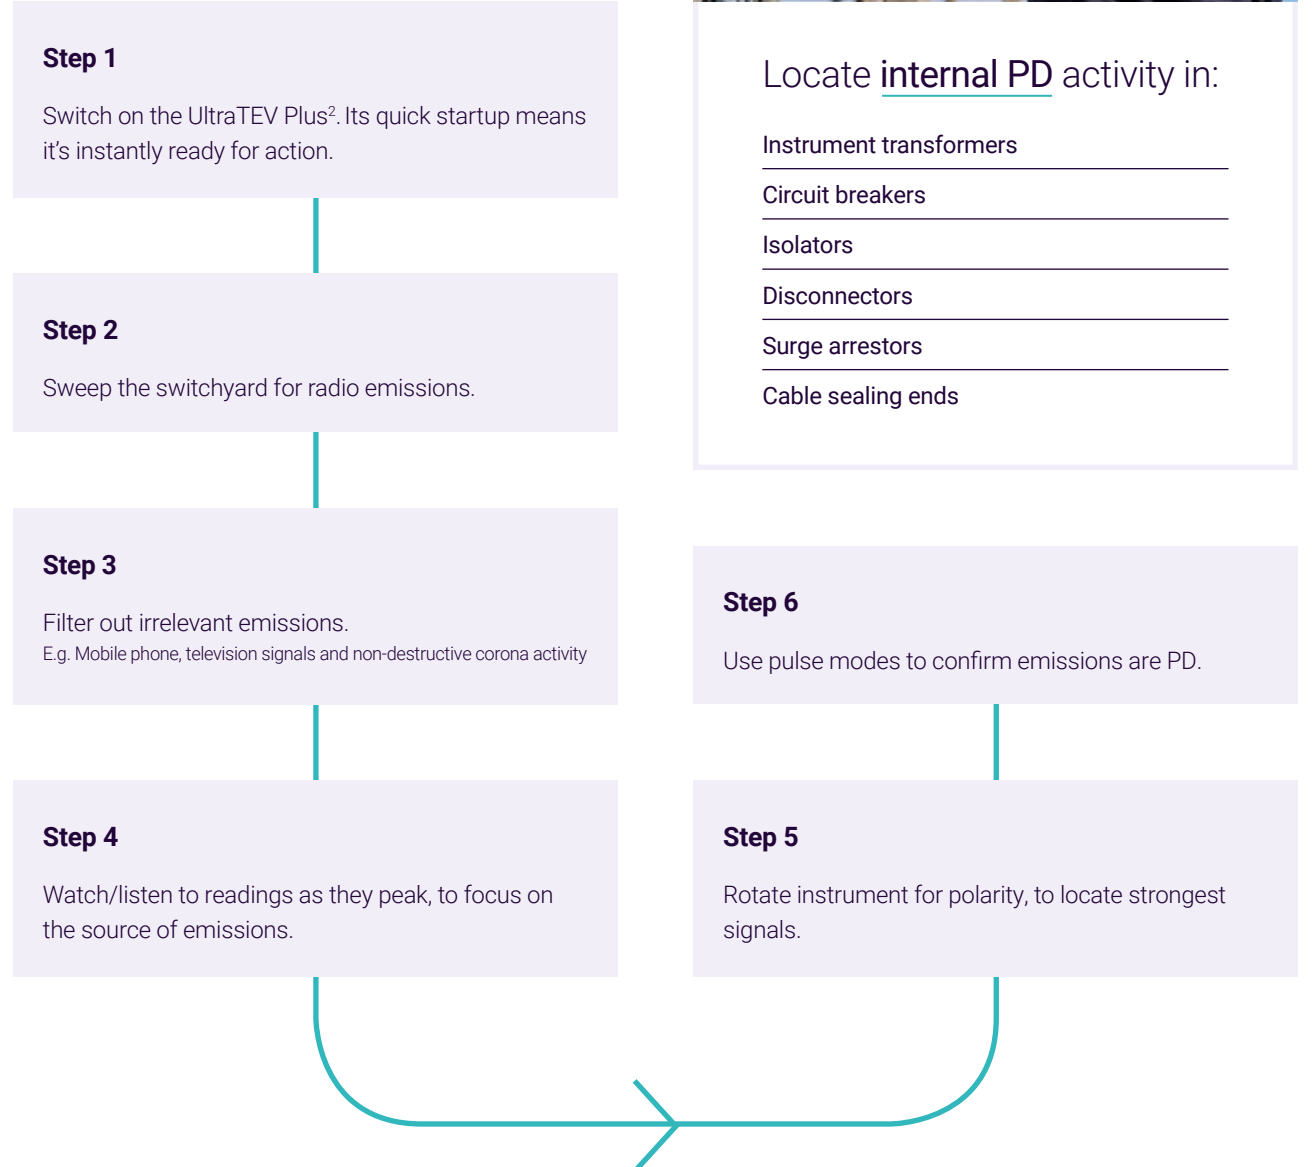 Step 1
Switch on the UltraTEV Plus². Its quick startup means
it's instantly ready for action.
Step 2
Sweep the switchyard for radio emissions.
Step 3
Filter out irrelevant emissions.
E.g. Mobile phone, television signals and non-destructive corona activity
Step 4
Watch/listen to readings as they peak, to focus on
the source of emissions.
Locate internal PD activity in:
Instrument transformers
Circuit breakers
Isolators
Disconnectors
Surge arrestors
Cable sealing ends
Step 6
Use pulse modes to confirm emissions are PD.
Step 5
Rotate instrument for polarity, to locate strongest
signals.